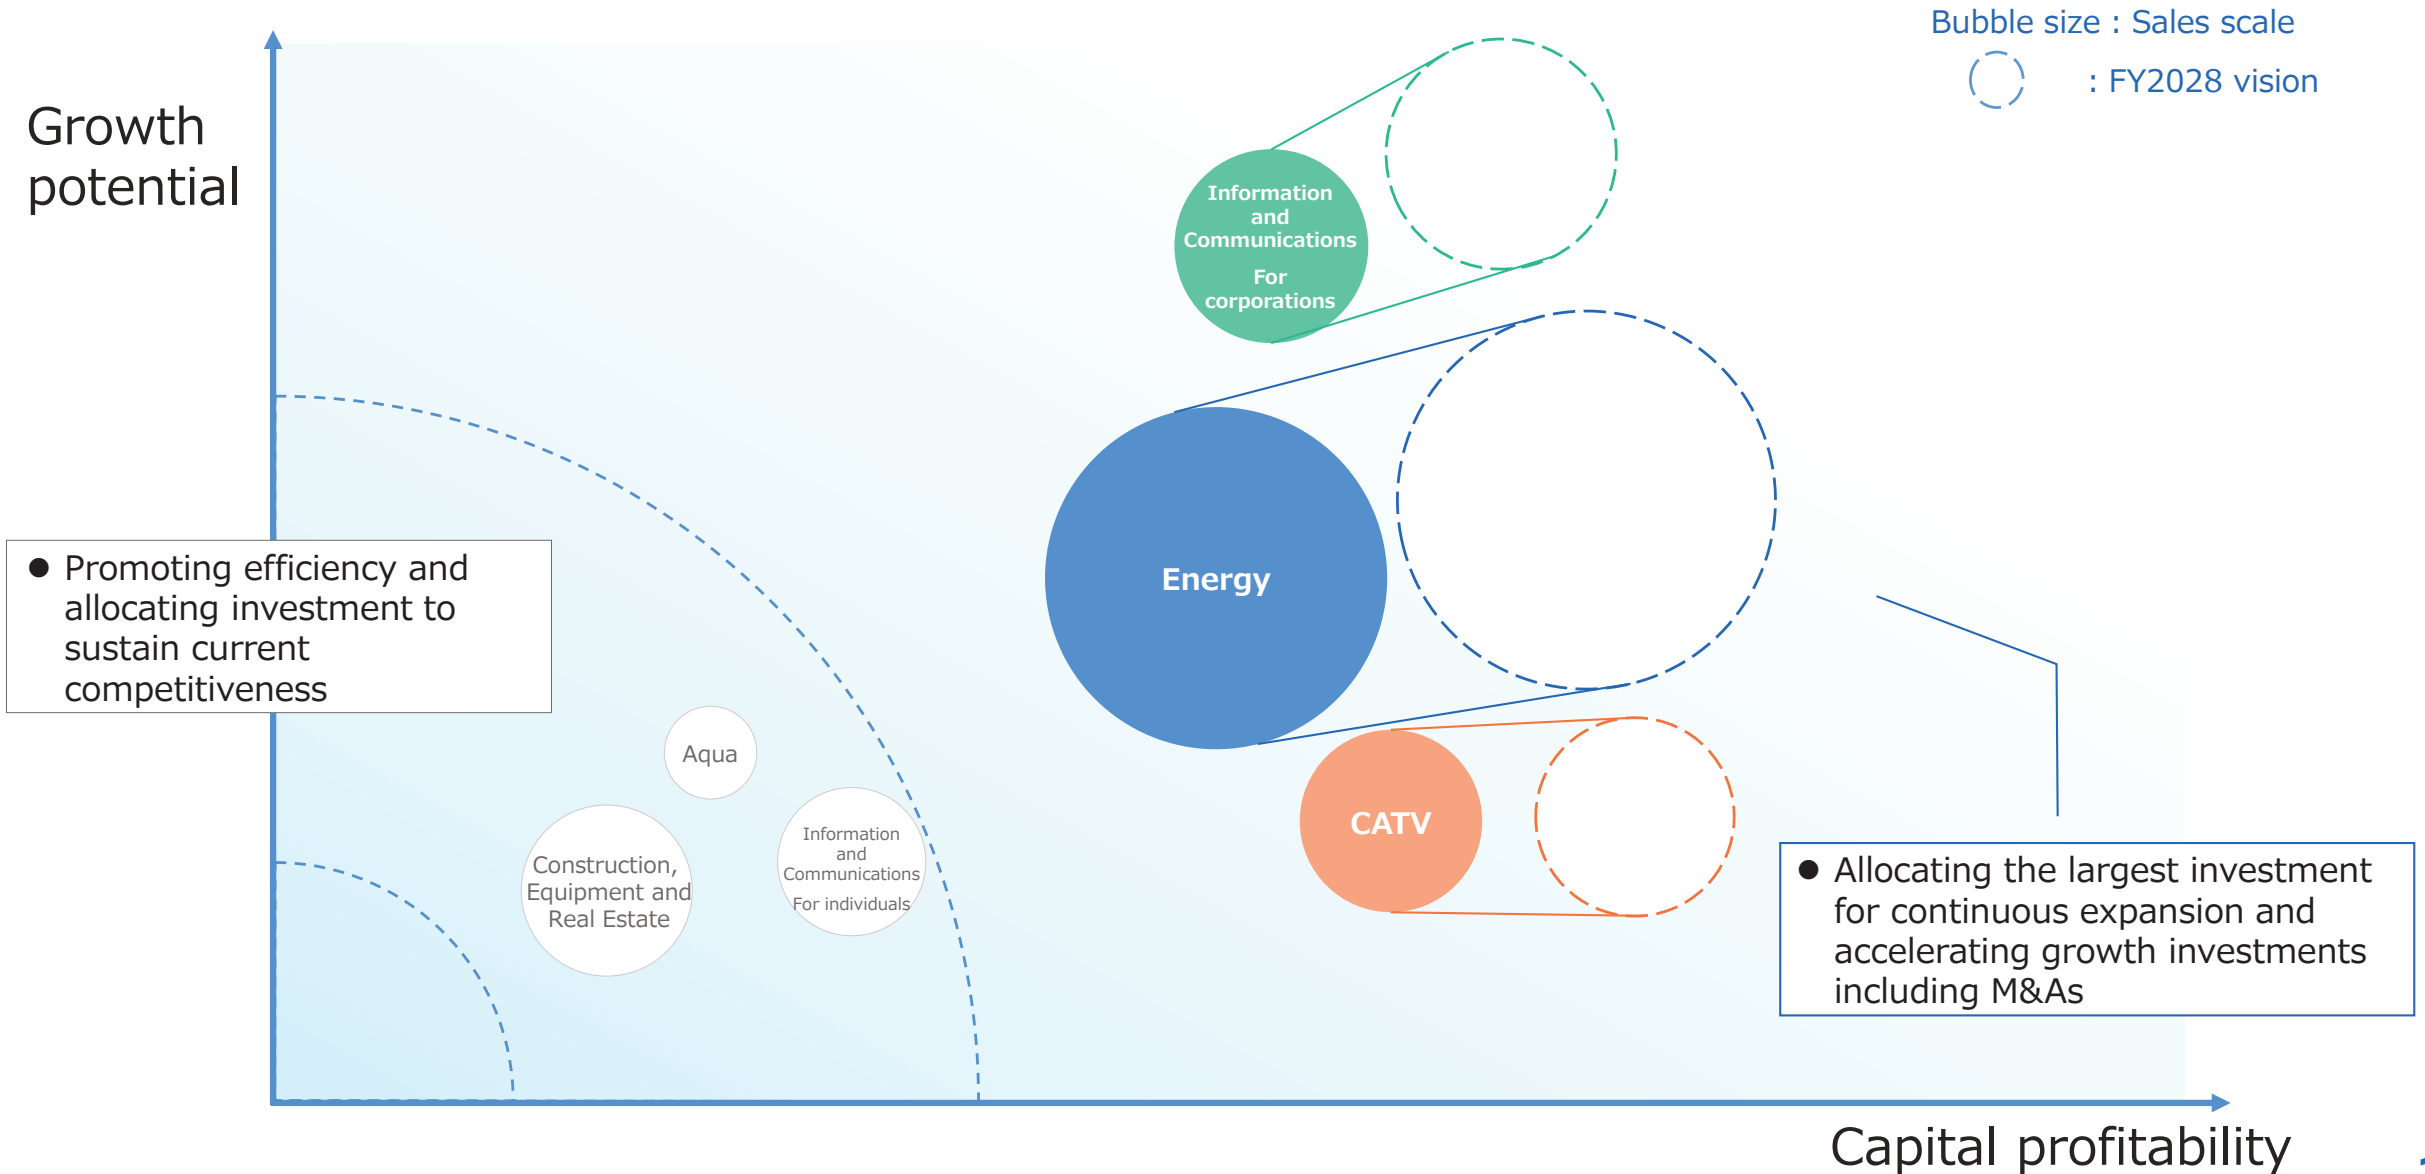 Bubble size : Sales scale
: FY2028 vision
Growth
potential
Information
and
Communications
For
corporations
Energy
CATV
● Promoting efficiency and
allocating investment to
sustain current
competitiveness
Aqua
Construction,
Equipment and
Real Estate
Information
and
Communications
For individuals
● Allocating the largest investment
for continuous expansion and
accelerating growth investments
including M&As
Capital profitability